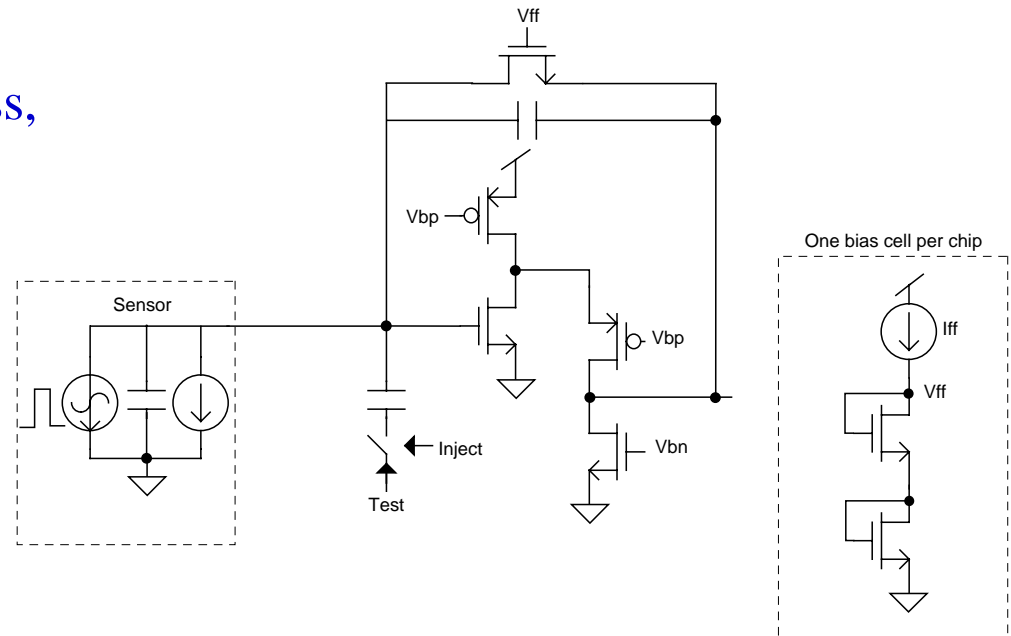 Vff
ss,
Vbp
One bias cell per chip
Sensor
Iff
Vbp
Vff
Inject
Vbn
Test